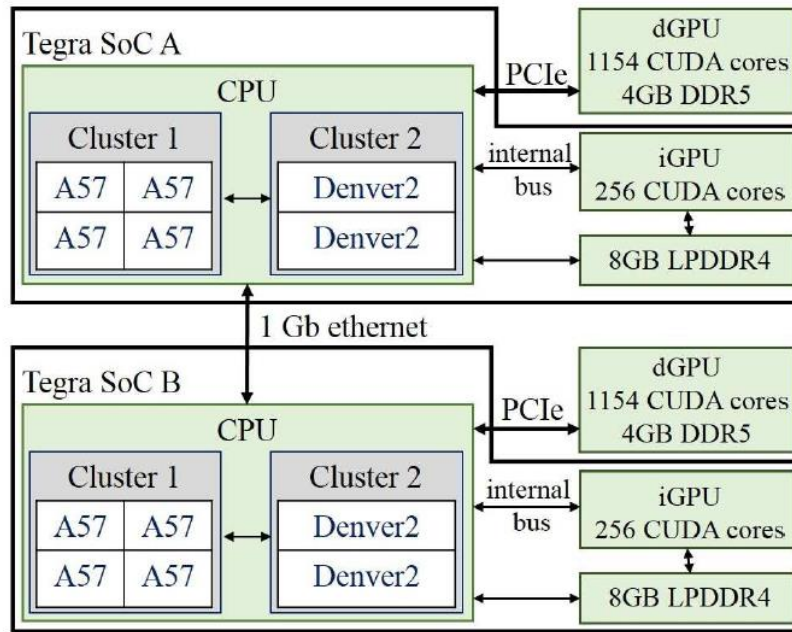 Tegra SoC A
CPU
Cluster 1
A57 A57
A57 A57
Cluster 2
Denver2
Denver2
PCIe
dGPU
1154 CUDA cores
4GB DDR5
internal
bus
iGPU
256 CUDA cores
8GB LPDDR4
1 Gb ethernet
Tegra SoC B
CPU
Cluster 1
A57 A57
A57 A57
Cluster 2
Denver2
Denver2
PCIe
dGPU
1154 CUDA cores
4GB DDR5
internal
bus
iGPU
256 CUDA cores
8GB LPDDR4